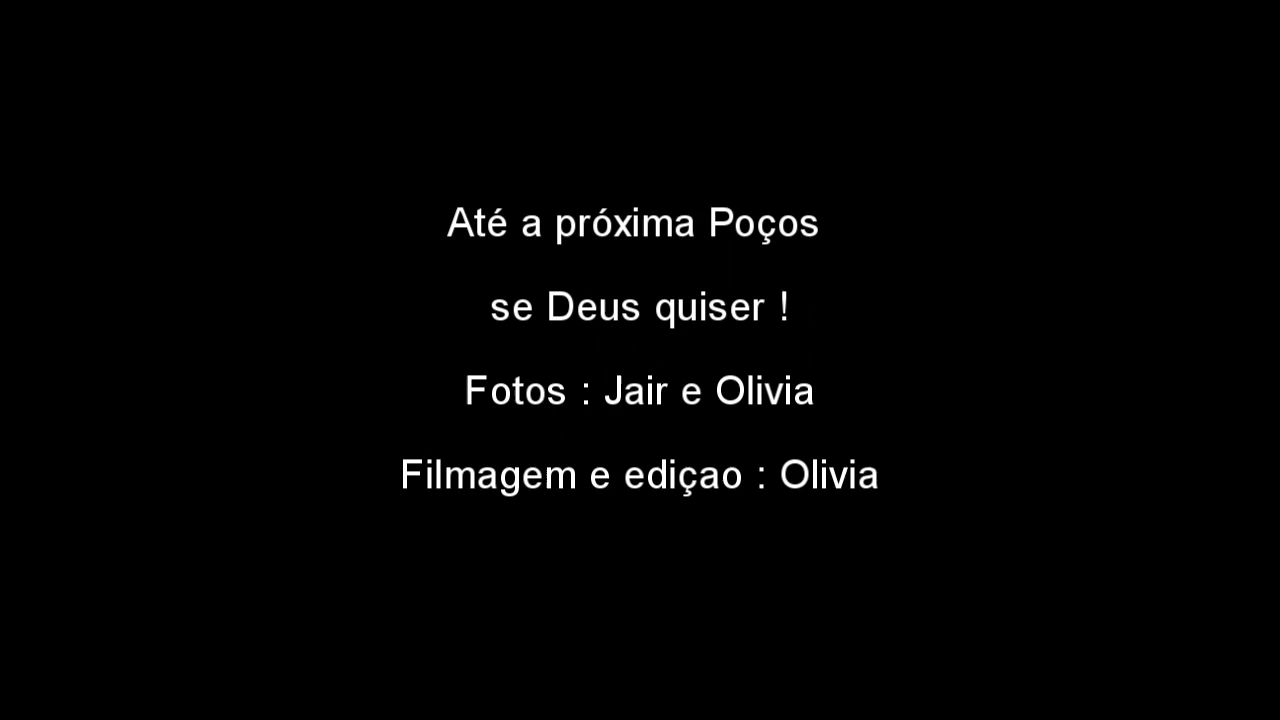 Até a próxima Poços
se Deus quiser !
Fotos : Jair e Olivia
Filmagem e ediçao : Olivia